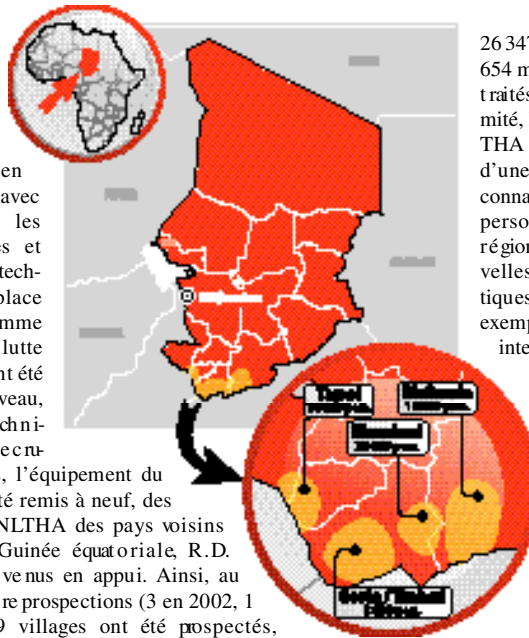 en
avec
les
es et
tech-
place
mme
lutte
nt été
veau,
chni-
ecru-
s, l'équipement du
té remis à neuf, des
NLTHA des pays voisins
Guinée équatoriale, R.D.
venus en appui. Ainsi, au
re prospections (3 en 2002, 1
9 villages ont été prospectés,
26 347
654 m
traités
mité,
THA
d'une
conna
perso
région
velles
tiques
exemp
inte
Tapol